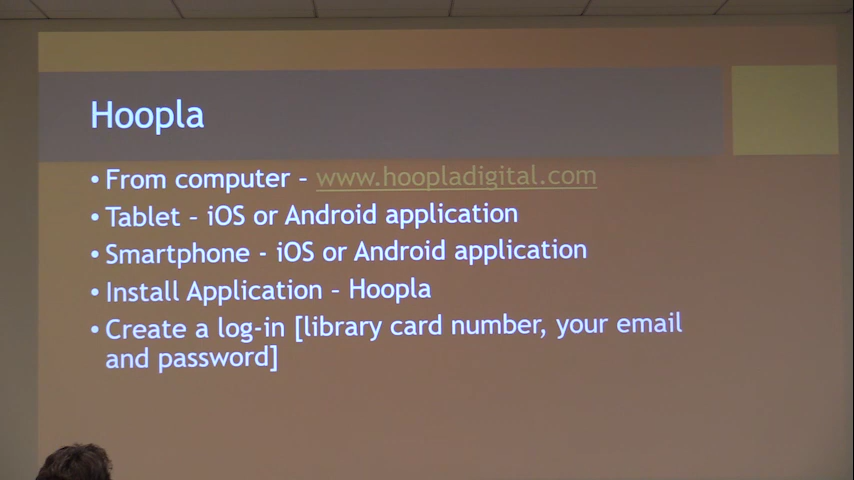 Hoopla
• From computer – www.hoopladigital.com
• Tablet – iOS or Android application
• Smartphone - iOS or Android application
• Install Application – Hoopla
• Create a log-in [library card number, your email
and password]